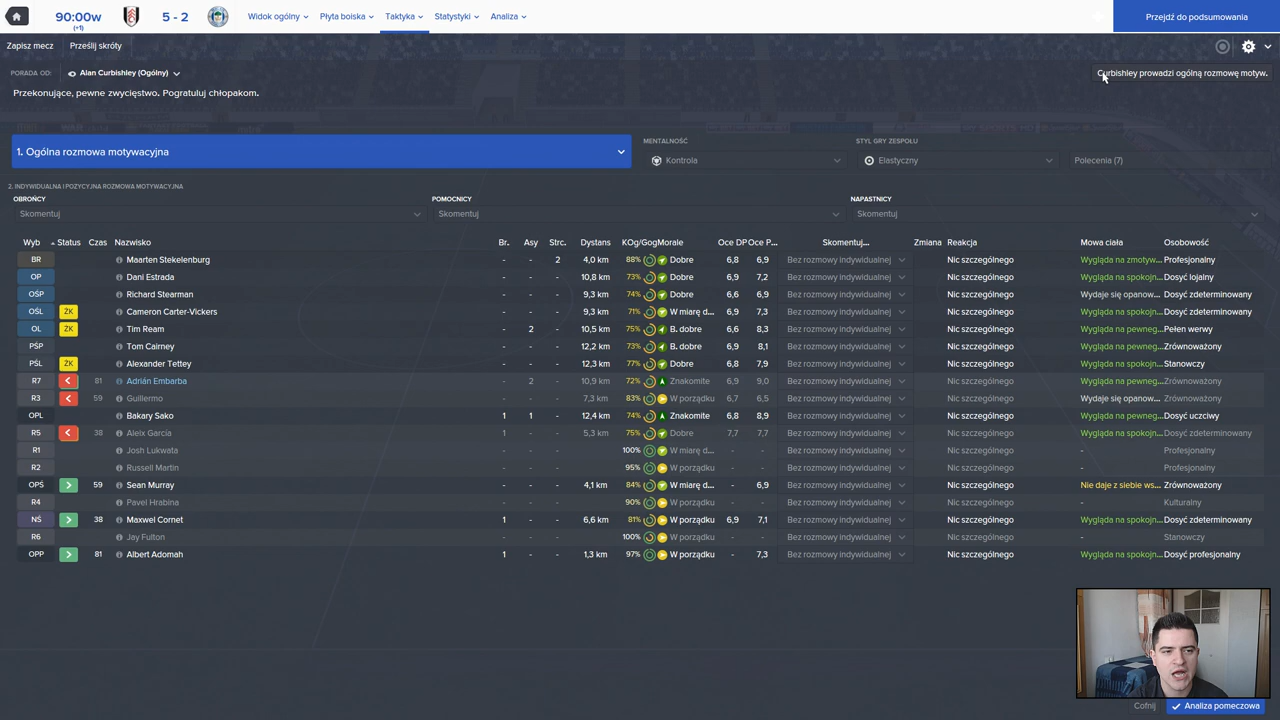 90:00w 5 - 2 Widok ogólny Płyta boiska Taktyka Statystyki Analiza Przejdź do podsumowania
(+1)
Zapisz mecz Prześlij skróty
PORADA OD: Alan Curbishley (Ogólny) Curbishley prowadzi ogólną rozmowę motyw.
Przekonujące, pewne zwycięstwo. Pogratuluj chłopakom.
MENTALNOŚĆ STYL GRY ZESPOŁU
1. Ogólna rozmowa motywacyjna Kontrola Elastyczny Polecenia (7)
2. INDYWIDUALNA I POZYCYJNA ROZMOWA MOTYWACYJNA
OBROŃCY POMOCNICY NAPASTNICY
Skomentuj Skomentuj Skomentuj
Wyb Status Czas Nazwisko Br. Asy Strc. Dystans KOg/GogMorale Oce DPOce P... Skomentuj... Zmiana Reakcja Mowa ciała Osobowość
BR Maarten Stekelenburg - - 2 4,0 km 88% Dobre 6,8 6,9 Bez rozmowy indywidualnej Nic szczególnego Wygląda na zmotyw... Profesjonalny
OP Dani Estrada - - - 10,8 km 73% Dobre 6,9 7,2 Bez rozmowy indywidualnej Nic szczególnego Wygląda na spokojn... Dosyć lojalny
OŚP Richard Stearman - - - 9,3 km 74% Dobre 6,6 6,9 Bez rozmowy indywidualnej Nic szczególnego Wydaje się opanow... Dosyć zdeterminowany
OŚL ŻK Cameron Carter-Vickers - - - 9,3 km 71% W miarę d... 6,9 7,3 Bez rozmowy indywidualnej Nic szczególnego Wygląda na spokojn... Dosyć zdeterminowany
OL ŻK Tim Ream - 2 - 10,5 km 75% B. dobre 6,6 8,3 Bez rozmowy indywidualnej Nic szczególnego Wygląda na pewneg... Pełen werwy
PŚP Tom Cairney - - - 12,2 km 73% B. dobre 6,9 8,1 Bez rozmowy indywidualnej Nic szczególnego Wygląda na pewneg... Zrównoważony
PŚL ŻK Alexander Tettey - - - 12,3 km 77% Dobre 6,8 7,9 Bez rozmowy indywidualnej Nic szczególnego Wygląda na pewneg... Stanowczy
R7 81 Adrián Embarba - 2 - 10,9 km 72% Znakomite 6,9 9,0 Bez rozmowy indywidualnej Nic szczególnego Wygląda na pewneg... Zrównoważony
R3 59 Guillermo - - - 7,3 km 83% W porządku 6,7 6,5 Bez rozmowy indywidualnej Nic szczególnego Wydaje się opanow... Zrównoważony
OPL Bakary Sako 1 1 - 12,4 km 74% Znakomite 6,8 8,9 Bez rozmowy indywidualnej Nic szczególnego Wygląda na pewneg... Dosyć uczciwy
R5 38 Aleix García 1 - - 5,3 km 75% Dobre 7,7 7,7 Bez rozmowy indywidualnej Nic szczególnego Wygląda na spokojn... Dosyć zdeterminowany
R1 Josh Lukwata - - - 100% W miarę d... - - Bez rozmowy indywidualnej Nic szczególnego - Profesjonalny
R2 Russell Martin - - - 95% W porządku - - Bez rozmowy indywidualnej Nic szczególnego - Profesjonalny
OPŚ 59 Sean Murray - - - 4,1 km 84% W miarę d... - 6,9 Bez rozmowy indywidualnej Nic szczególnego Nie daje z siebie ws... Zrównoważony
R4 Pavel Hrabina - - - 90% W porządku - - Bez rozmowy indywidualnej Nic szczególnego - Kulturalny
NŚ 38 Maxwel Cornet 1 - - 6,6 km 81% W porządku 6,9 7,1 Bez rozmowy indywidualnej Nic szczególnego Wygląda na spokojn... Dosyć zdeterminowany
R6 Jay Fulton - - - 100% W porządku - - Bez rozmowy indywidualnej Nic szczególnego - Stanowczy
OPP 81 Albert Adomah 1 - - 1,3 km 97% W porządku - 7,3 Bez rozmowy indywidualnej Nic szczególnego Wygląda na spokojn... Dosyć profesjonalny
Cofnij Analiza pomeczowa